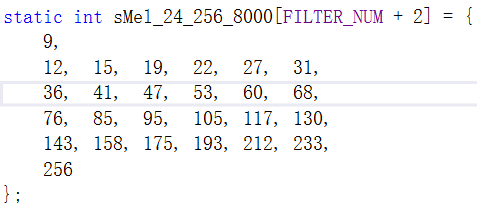 static int sMel_24_256_8000[FILTER_NUM + 2] = {
9,
12, 15, 19, 22, 27, 31,
36, 41, 47, 53, 60, 68,
76, 85, 95, 105, 117, 130,
143, 158, 175, 193, 212, 233,
256
};